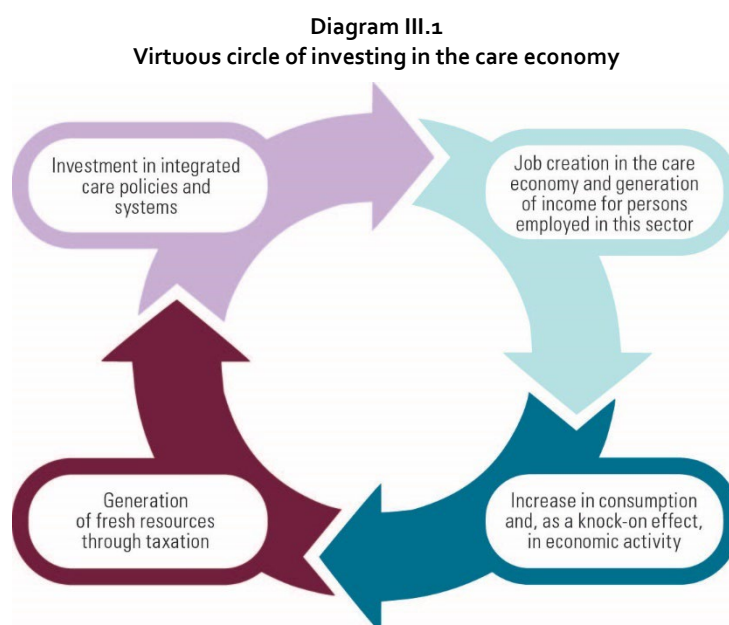 Diagram III.1
Virtuous circle of investing in the care economy
Investment in integrated
care policies and
systems
Job creation in the care
economy and generation
of income for persons
employed in this sector
Generation
of fresh resources
through taxation
Increase in consumption
and, as a knock-on effect,
in economic activity